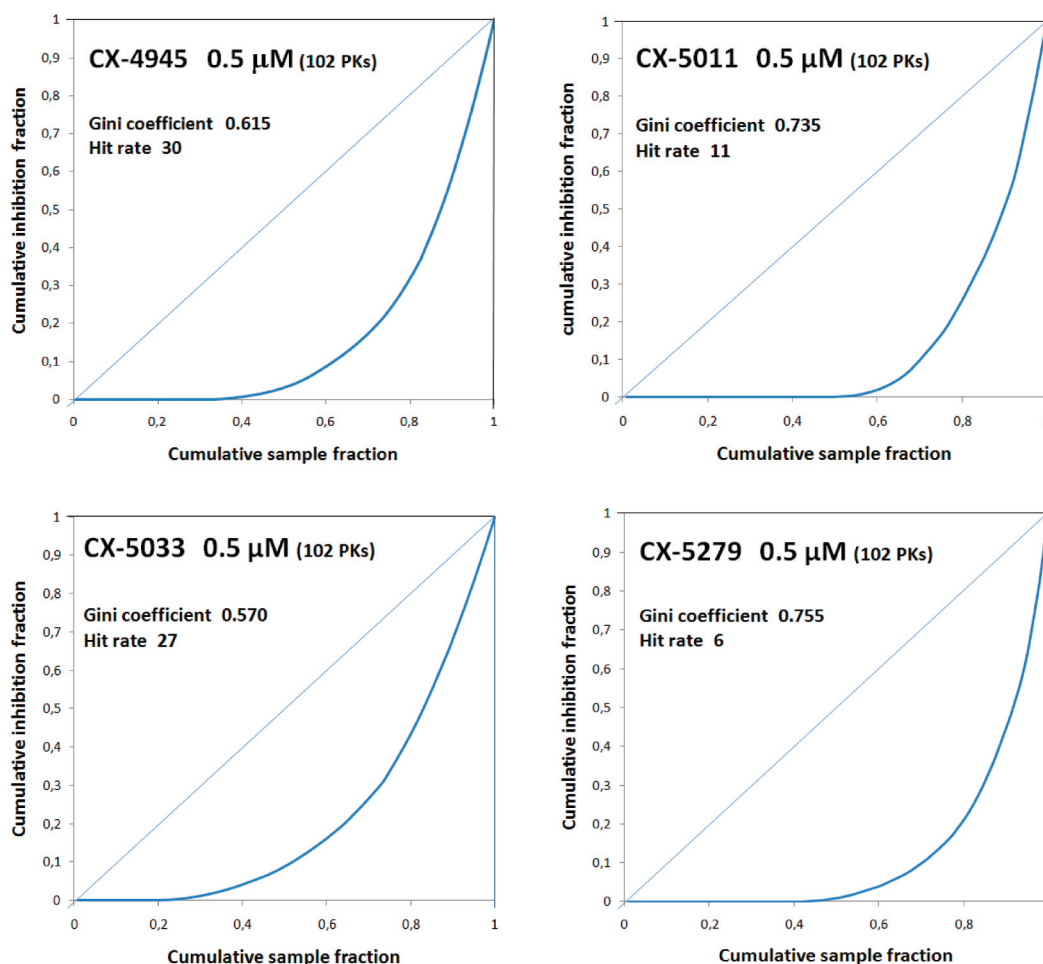 CX-4945 0.5 μM (102 PKs)
Gini coefficient 0.615
Hit rate 30
Cumulative inhibition fraction
1
0,9
0,8
0,7
0,6
0,5
0,4
0,3
0,2
0,1
0
0 0,2 0,4 0,6 0,8 1
Cumulative sample fraction
CX-5011 0.5 μM (102 PKs)
Gini coefficient 0.735
Hit rate 11
cumulative inhibition fraction
1
0,9
0,8
0,7
0,6
0,5
0,4
0,3
0,2
0,1
0
0 0,2 0,4 0,6 0,8
Cumulative sample fraction
CX-5033 0.5 μM (102 PKs)
Gini coefficient 0.570
Hit rate 27
Cumulative inhibition fraction
1
0,9
0,8
0,7
0,6
0,5
0,4
0,3
0,2
0,1
0
0 0,2 0,4 0,6 0,8 1
Cumulative sample fraction
CX-5279 0.5 μM (102 PKs)
Gini coefficient 0.755
Hit rate 6
Cumulative inhibition fraction
1
0,9
0,8
0,7
0,6
0,5
0,4
0,3
0,2
0,1
0
0 0,2 0,4 0,6 0,8
Cumulative sample fraction